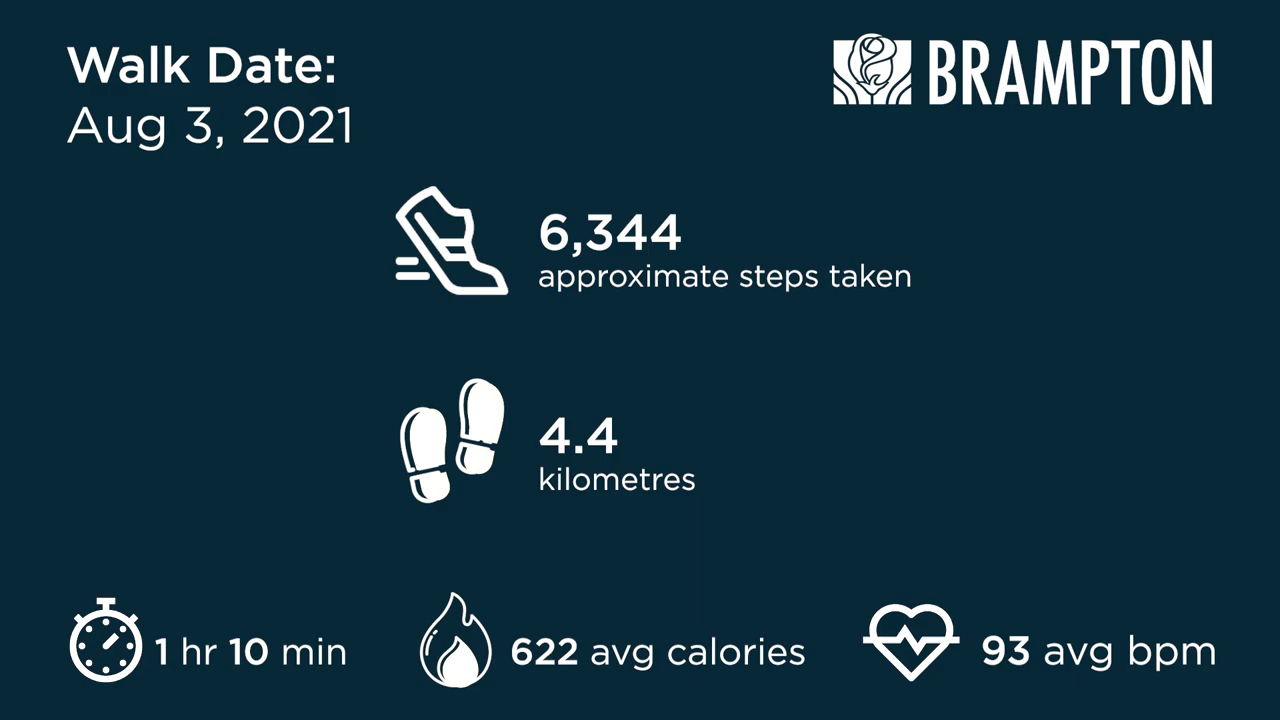 Walk Date:
Aug 3, 2021
BRAMPTON
6,344
approximate steps taken
4.4
kilometres
1 hr 10 min
622 avg calories
93 avg bpm